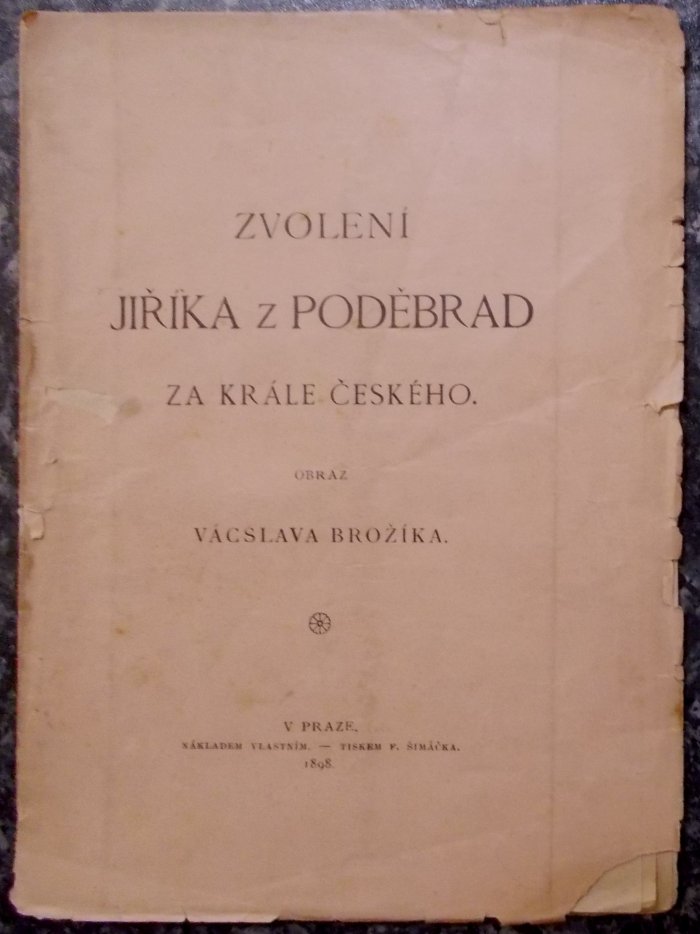 ZVOLENÍ
JIŘÍKA Z PODĚBRAD
ZA KRÁLE ČESKÉHO.
OBRAZ
VÁCSLAVA BROŽÍKA.
V PRAZE.
NÁKLADEM VLASTNÍM. — TISKEM F. ŠIMÁČKA.
1898.